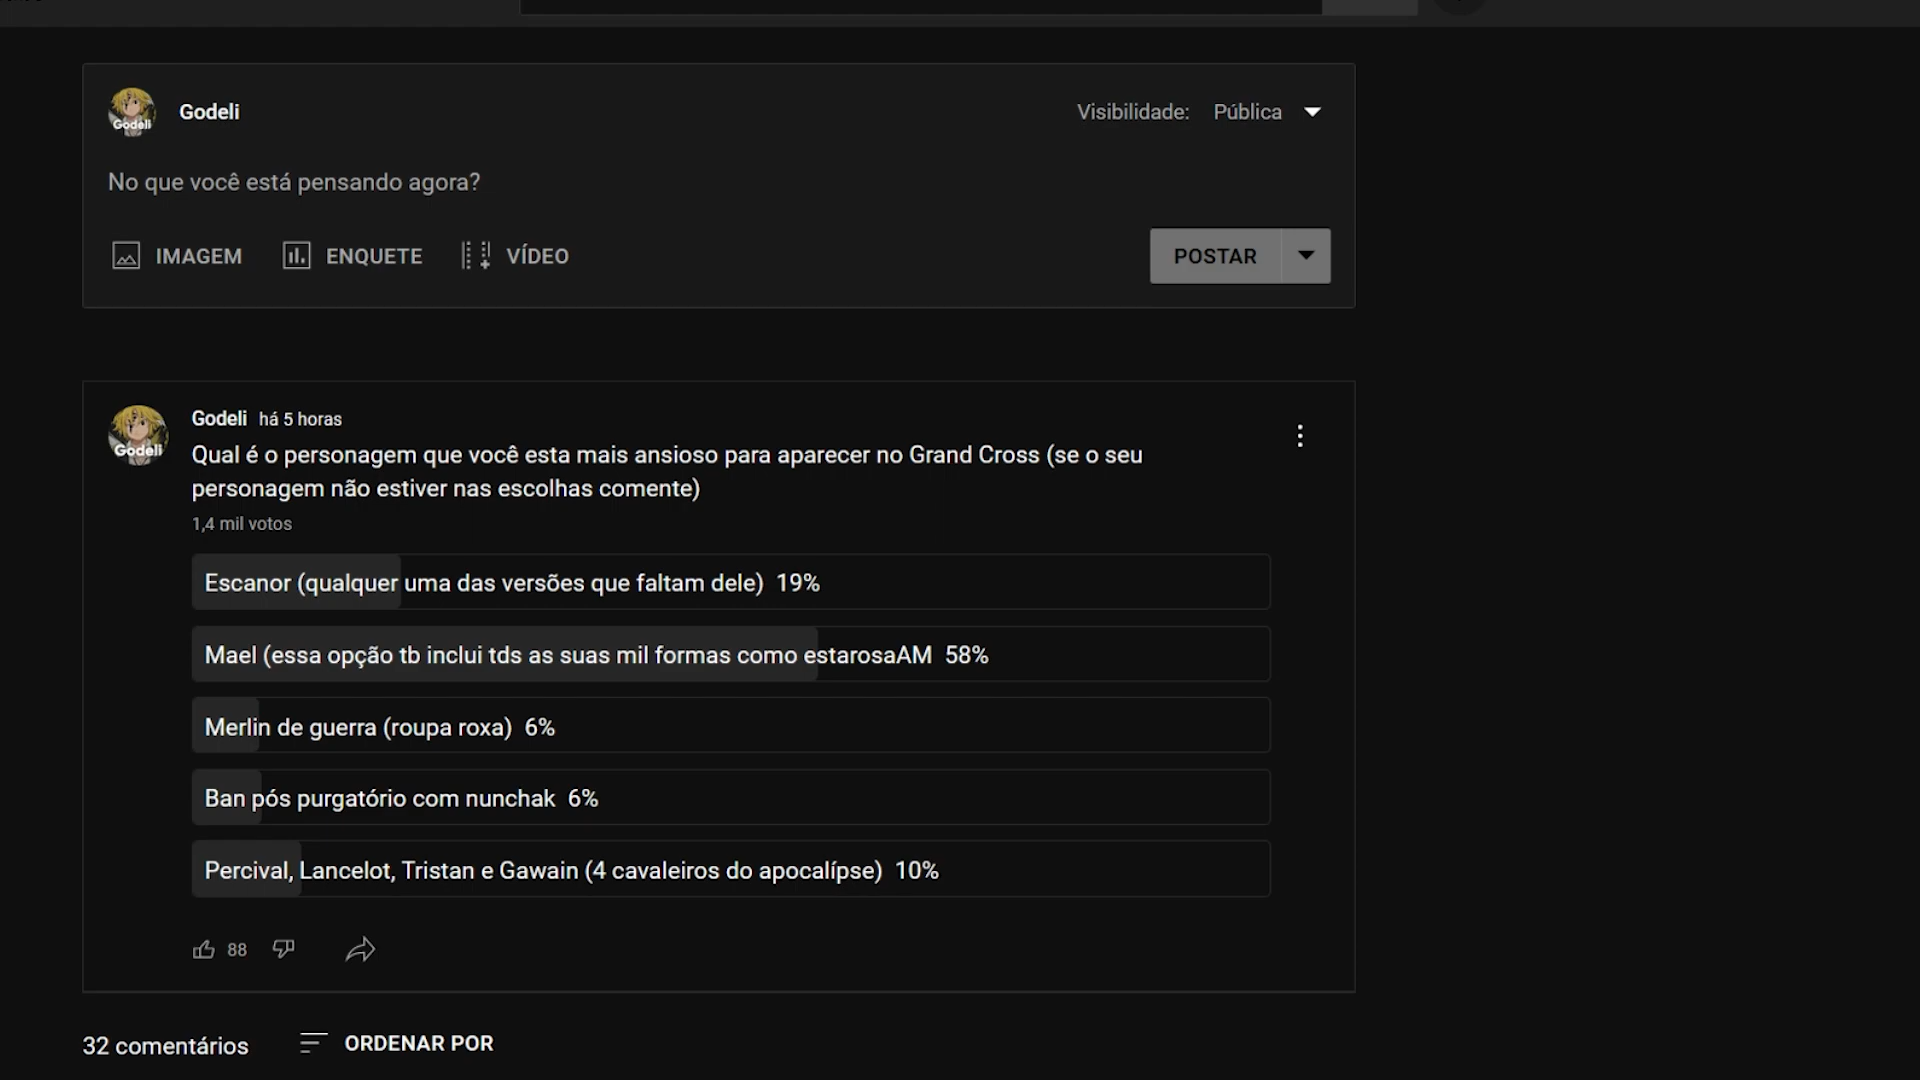 Godeli
Godeli
Visibilidade: Pública
No que você está pensando agora?
IMAGEM ENQUETE VÍDEO POSTAR
Godeli
Godeli há 5 horas
Qual é o personagem que você esta mais ansioso para aparecer no Grand Cross (se o seu
personagem não estiver nas escolhas comente)
1,4 mil votos
Escanor (qualquer uma das versões que faltam dele) 19%
Mael (essa opção tb inclui tds as suas mil formas como estarosaAM 58%
Merlin de guerra (roupa roxa) 6%
Ban pós purgatório com nunchak 6%
Percival, Lancelot, Tristan e Gawain (4 cavaleiros do apocalípse) 10%
88
32 comentários ORDENAR POR